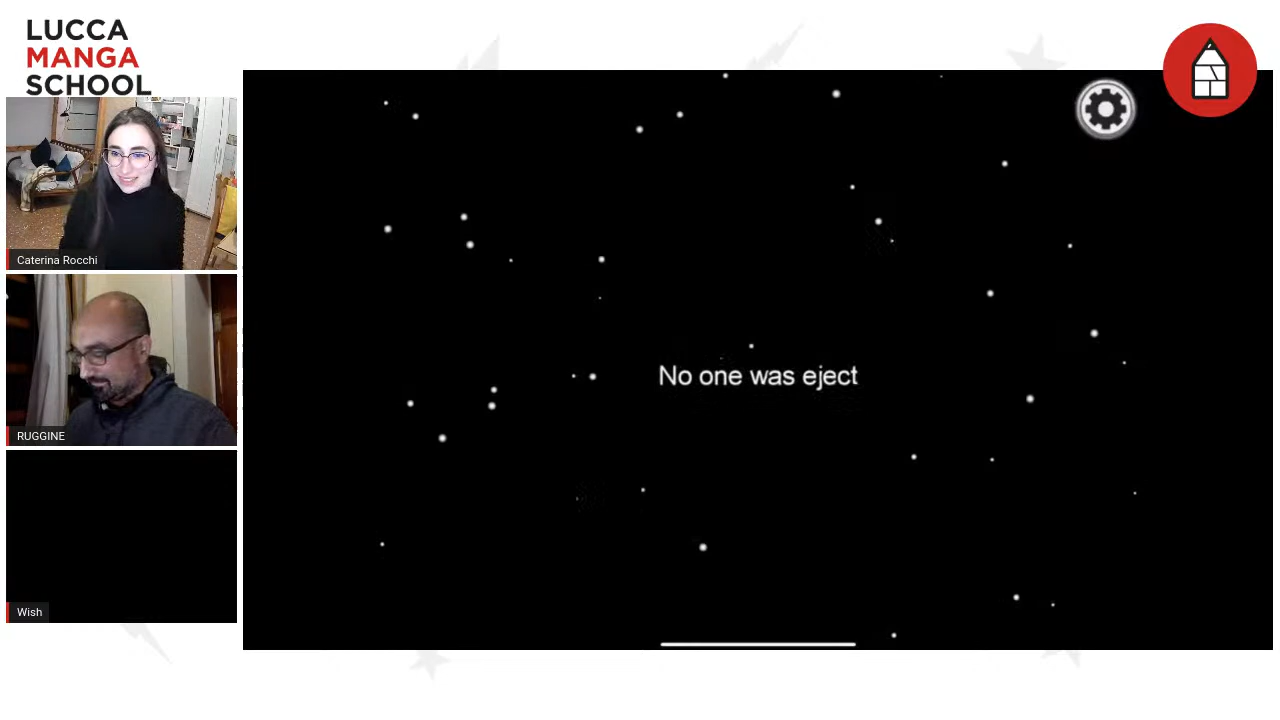 LUCCA
MANGA
SCHOOL
Caterina Rocchi
RUGGINE
Wish
No one was eject